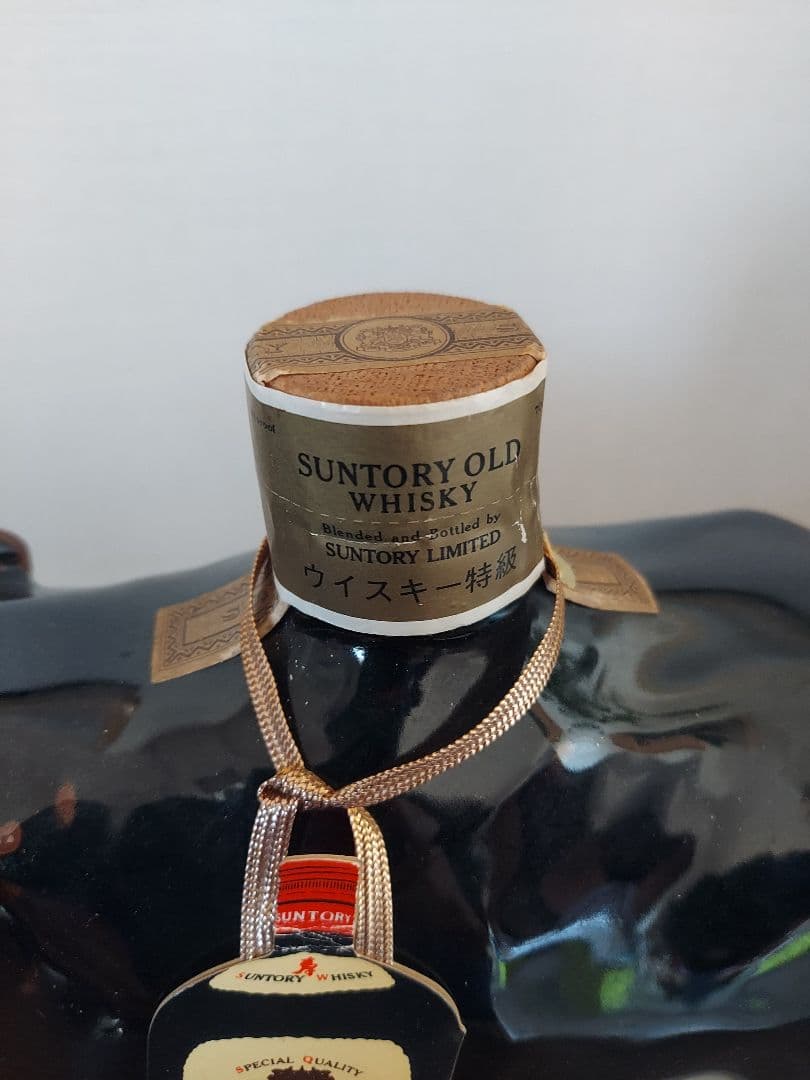 SUNTORY OLD
WHISKY
Blended and Bottled by
SUNTORY LIMITED
ウイスキー特級
SUNTORY
SUNTORY WHISKY
SPECIAL QUALITY